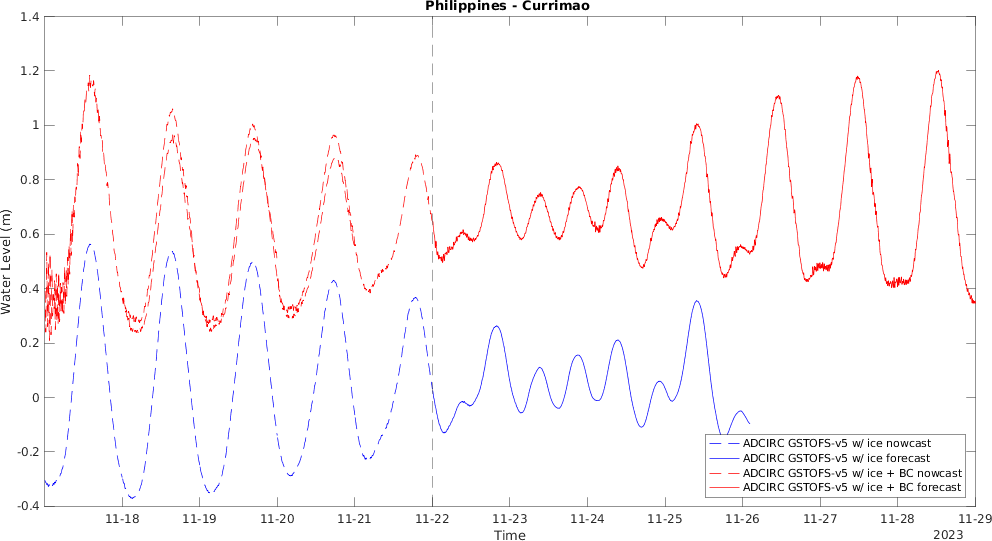 Philippines - Currimao
Water Level (m)
1.4
1.2
1
0.8
0.6
0.4
0.2
0
-0.2
-0.4
ADCIRC GSTOFS-v5 w/ ice nowcast
ADCIRC GSTOFS-v5 w/ ice forecast
ADCIRC GSTOFS-v5 w/ ice + BC nowcast
ADCIRC GSTOFS-v5 w/ ice + BC forecast
11-18 11-19 11-20 11-21 11-22 11-23 11-24 11-25 11-26 11-27 11-28 11-29
Time
2023